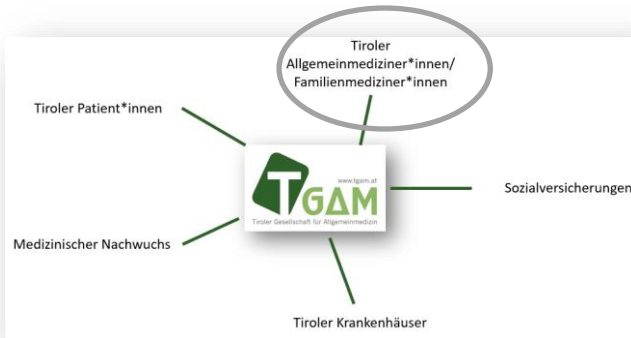 Tiroler
Allgemeinmediziner*innen/
Familienmediziner*innen
Tiroler Patient*innen
www.tgam.at
TGAM
Tiroler Gesellschaft für Allgemeinmedizin
Sozialversicherungen
Medizinischer Nachwuchs
Tiroler Krankenhäuser